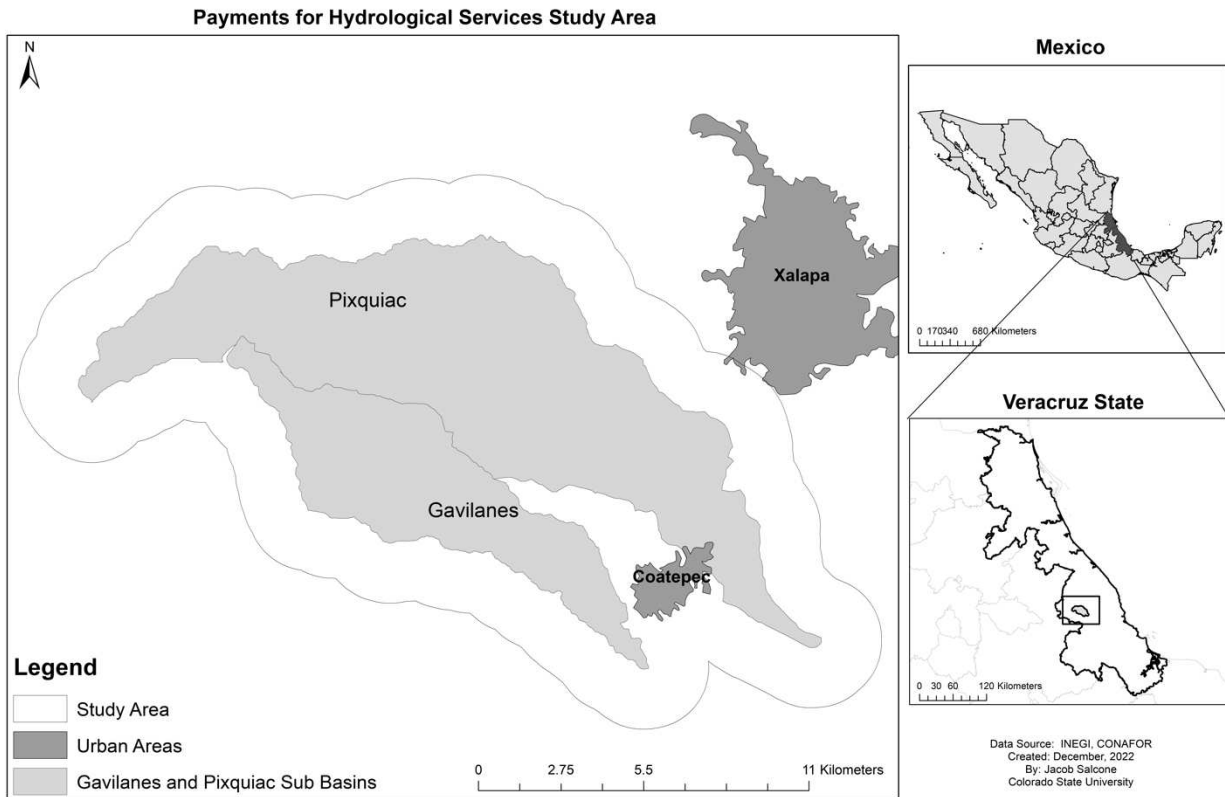 Payments for Hydrological Services Study Area
N
Pixquiac
Xalapa
Gavilanes
Coatepec
Legend
Study Area
Urban Areas
Gavilanes and Pixquiac Sub Basins
0 2.75 5.5 11 Kilometers
Mexico
0 170340 680 Kilometers
Veracruz State
0 30 60 120 Kilometers
Data Source: INEGI, CONAFOR
Created: December, 2022
By: Jacob Salcone
Colorado State University